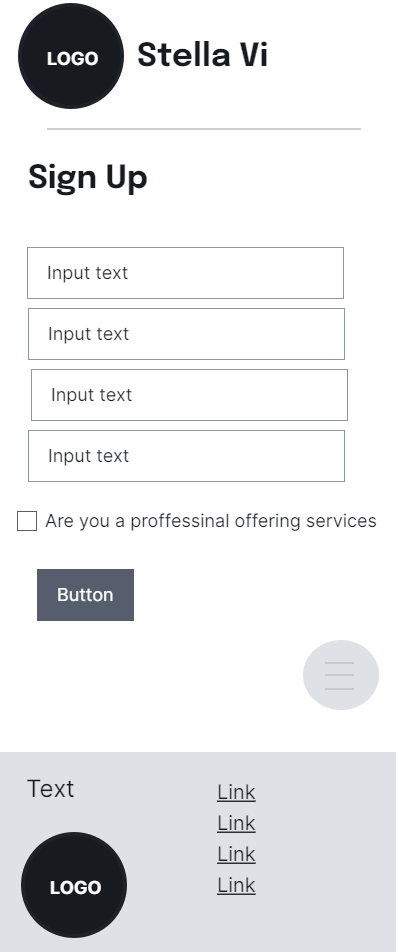 LOGO
Stella Vi
Sign Up
Input text
Input text
Input text
Input text
Are you a proffessinal offering services
Button
Text
LOGO
Link
Link
Link
Link